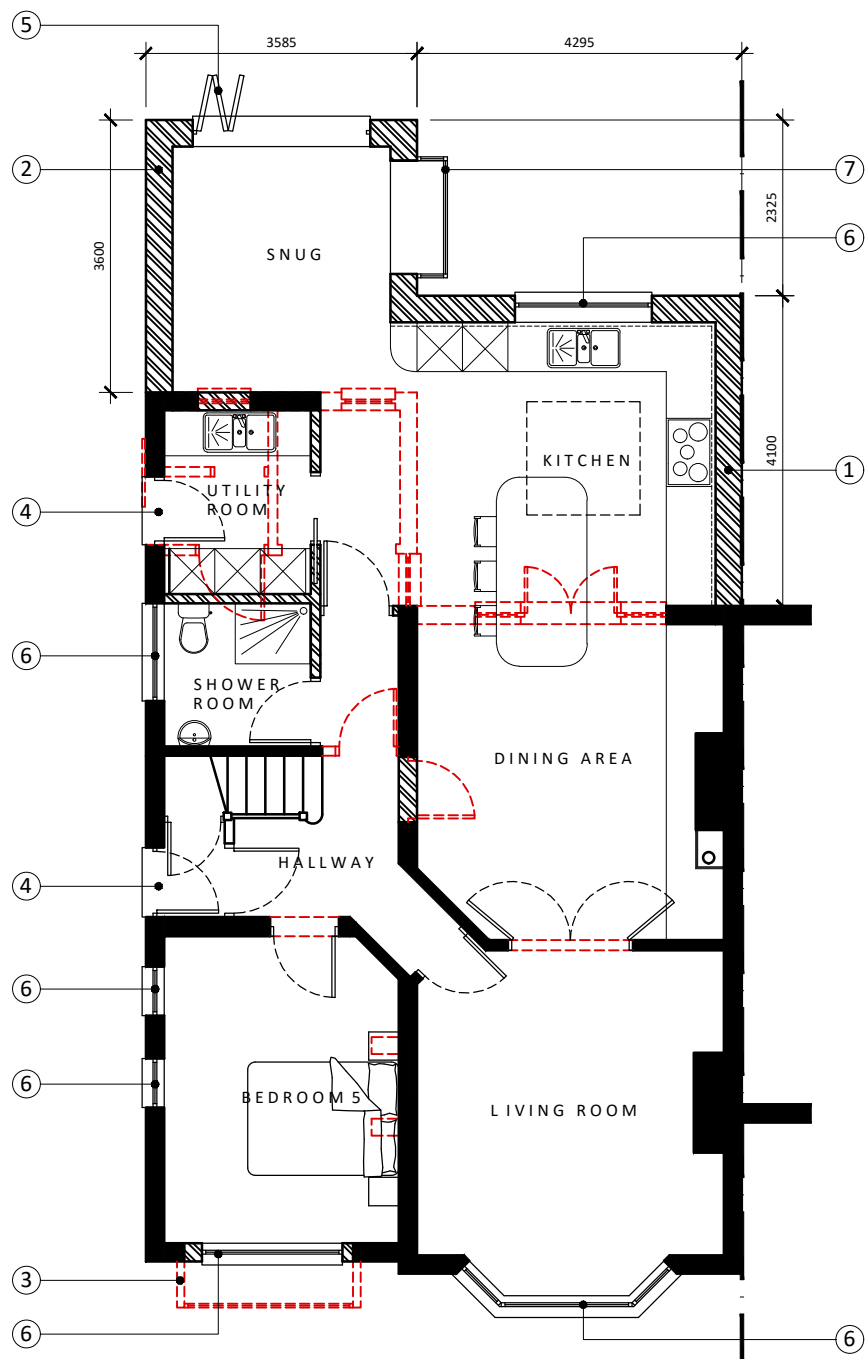 5
3585
4295
2
7
2325
6
SNUG
3600
KITCHEN
4100
1
UTILITY
ROOM
4
6
SHOWER
ROOM
DINING AREA
HALLWAY
4
6
6
BEDROOM 5
LIVING ROOM
3
6
6